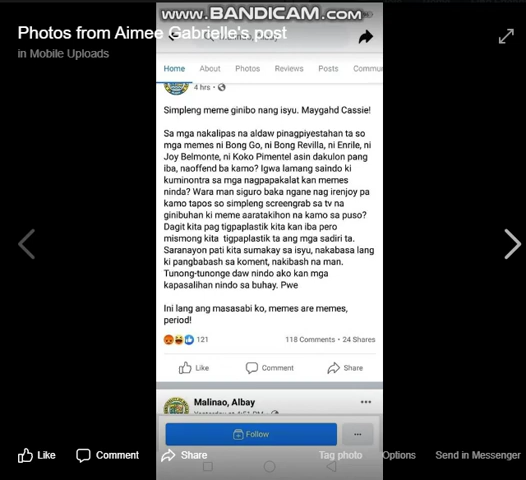 www.BANDICAM.com
Photos from Aimee Gabrielle's post
in Mobile Uploads
Home About Photos Reviews Posts Commu
4 hrs
Simpleng meme ginibo nang isyu. Maygahd Cassie!
Sa mga nakalipas na aldaw pinagpiyestahan ta so
mga memes ni Bong Go, ni Bong Revilla, ni Enrile, ni
Joy Belmonte, ni Koko Pimentel asin dakulon pang
iba, naoffend ba kamo? Igwa lamang saindo ki
kuminontra sa mga nagpapakalat kan memes
ninda? Wara man siguro baka ngane nag irenjoy pa
kamo tapos so simpleng screengrab sa tv na
ginibuhan ki meme aaratakihon na kamo sa puso?
Dagit kita pag tigpaplastik kita kan iba pero
mismong kita tigpaplastik ta ang mga sadiri ta.
Saranayon pati kita sumakay sa isyu, nakabasa lang
ki pangbabash sa koment, nakibash na man.
Tunong-tunonge daw nindo ako kan mga
kapasalihan nindo sa buhay. Pwe
Ini lang ang masasabi ko, memes are memes,
period!
121 118 Comments • 24 Shares
Like Comment Share
Malinao, Albay
Follow
Like Comment Share Tag photo Options Send in Messenger